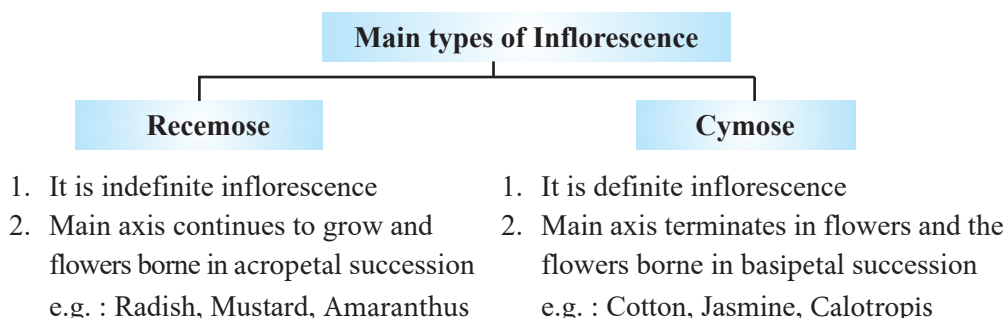 Main types of Inflorescence
Recemose
1. It is indefinite inflorescence
2. Main axis continues to grow and
flowers borne in acropetal succession
e.g. : Radish, Mustard, Amaranthus
Cymose
1. It is definite inflorescence
2. Main axis terminates in flowers and the
flowers borne in basipetal succession
e.g. : Cotton, Jasmine, Calotropis